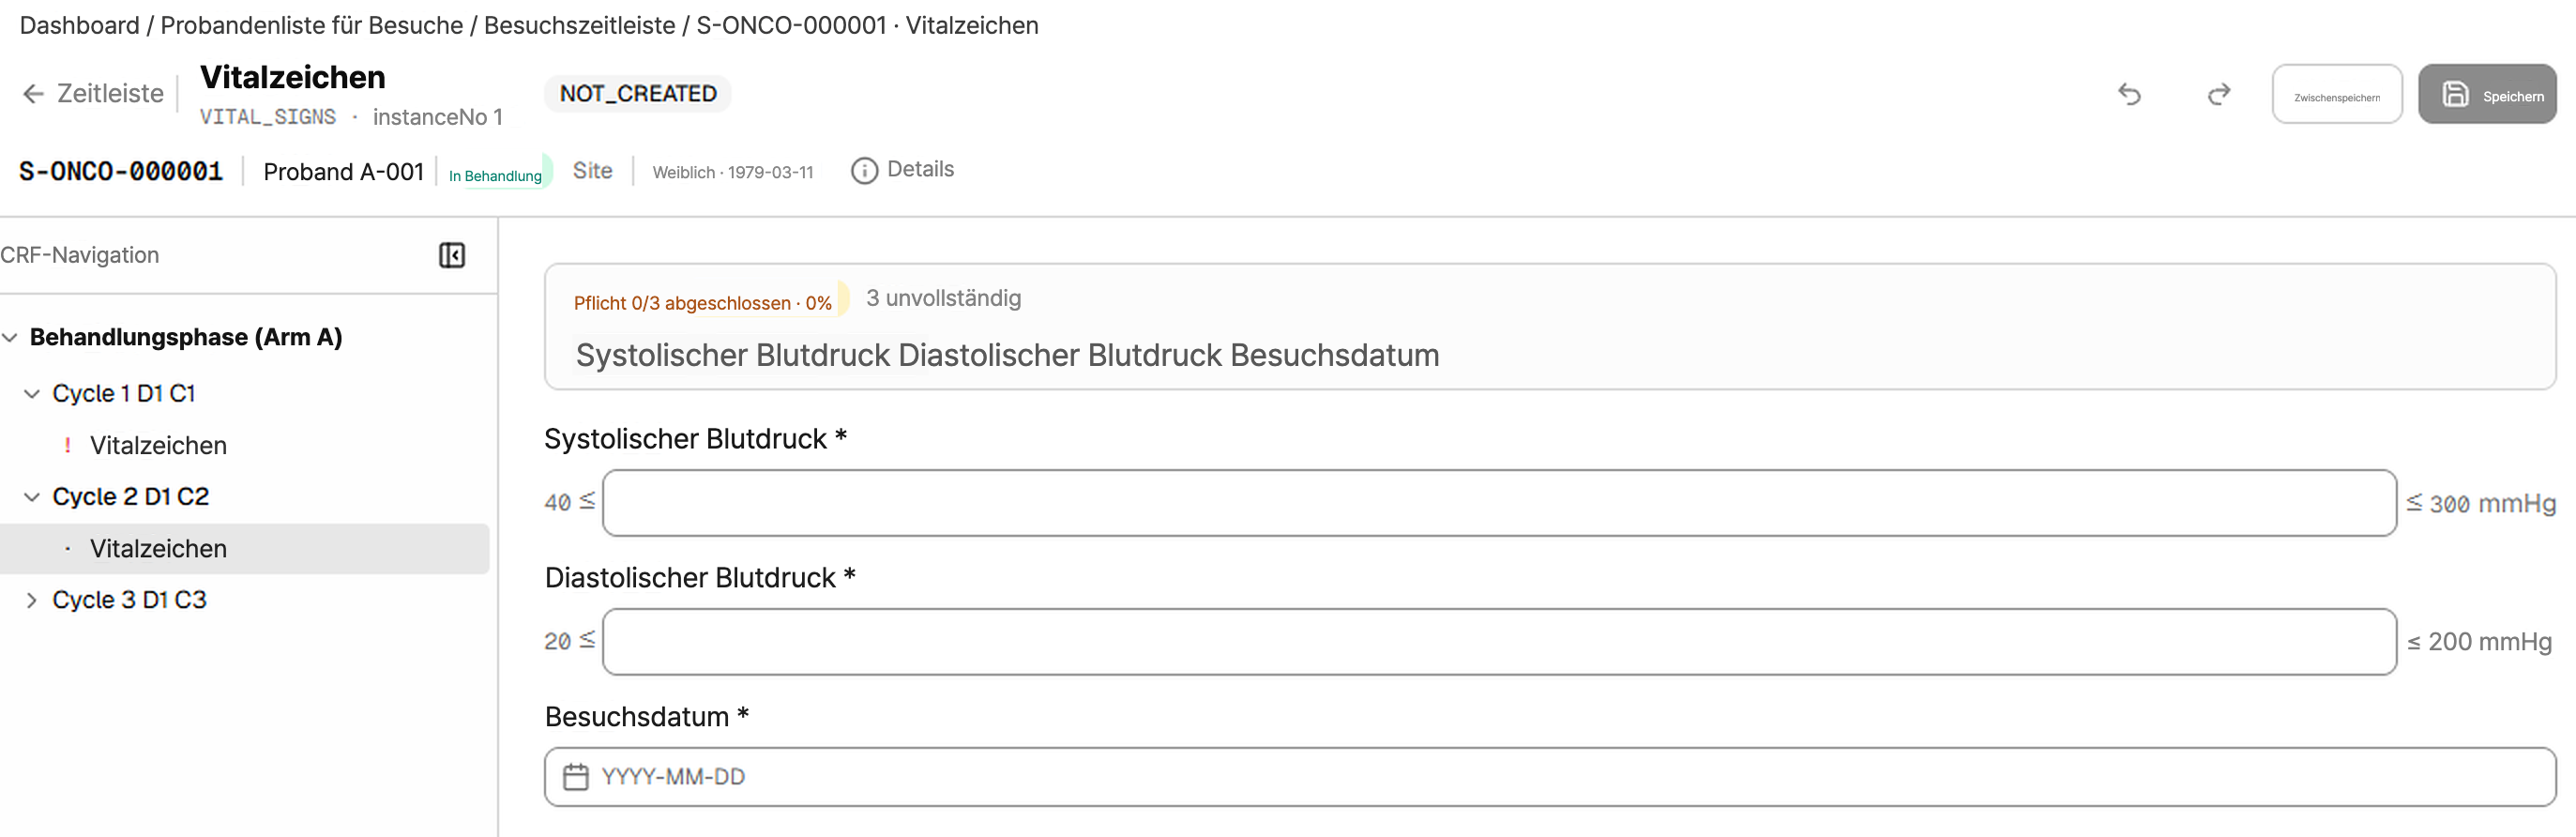 Dashboard / Probandenliste für Besuche / Besuchszeitleiste / S-ONCO-000001 · Vitalzeichen
Zeitleiste
Vitalzeichen
VITAL_SIGNS · instanceNo 1
NOT_CREATED
Zwischenspeichern
Speichern
S-ONCO-000001 Proband A-001 In Behandlung Site Weiblich · 1979-03-11 Details
CRF-Navigation
Behandlungsphase (Arm A)
Cycle 1 D1 C1
! Vitalzeichen
Cycle 2 D1 C2
· Vitalzeichen
Cycle 3 D1 C3
Pflicht 0/3 abgeschlossen · 0% 3 unvollständig
Systolischer Blutdruck Diastolischer Blutdruck Besuchsdatum
Systolischer Blutdruck *
40 ≤ ≤ 300 mmHg
Diastolischer Blutdruck *
20 ≤ ≤ 200 mmHg
Besuchsdatum *
YYYY-MM-DD